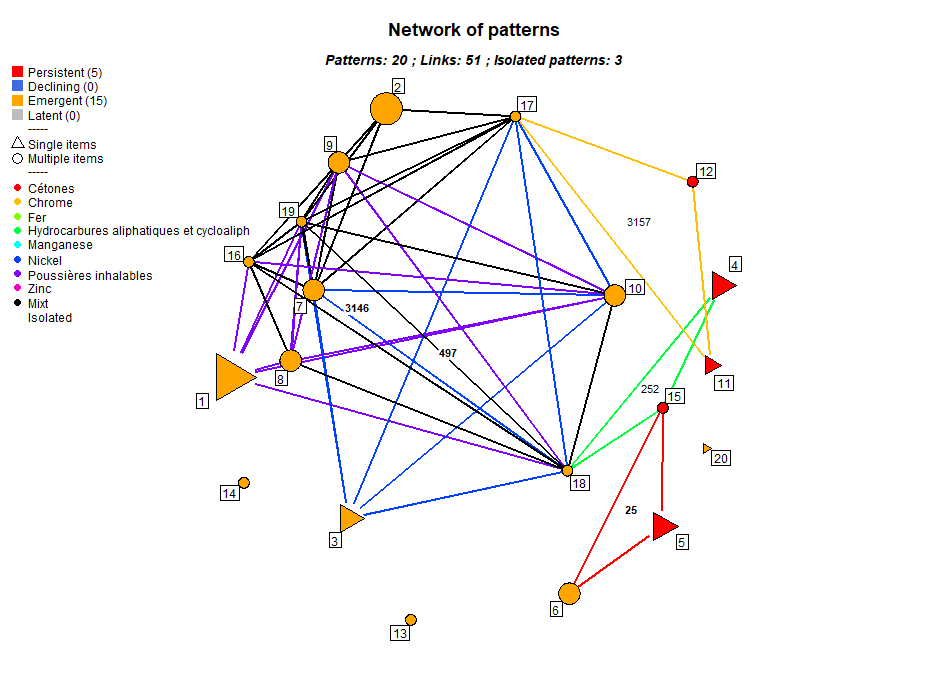 Network of patterns
Patterns: 20 ; Links: 51 ; Isolated patterns: 3
Persistent (5)
Declining (0)
Emergent (15)
Latent (0)
-----
Single items
Multiple items
-----
Cétones
Chrome
Fer
Hydrocarbures aliphatiques et cycloaliph
Manganese
Nickel
Poussières inhalables
Zinc
Mixt
Isolated
2
17
9
12
19
3157
16
4
10
7
3146
497
8
11
252
1
15
20
18
14
25
3
5
6
13